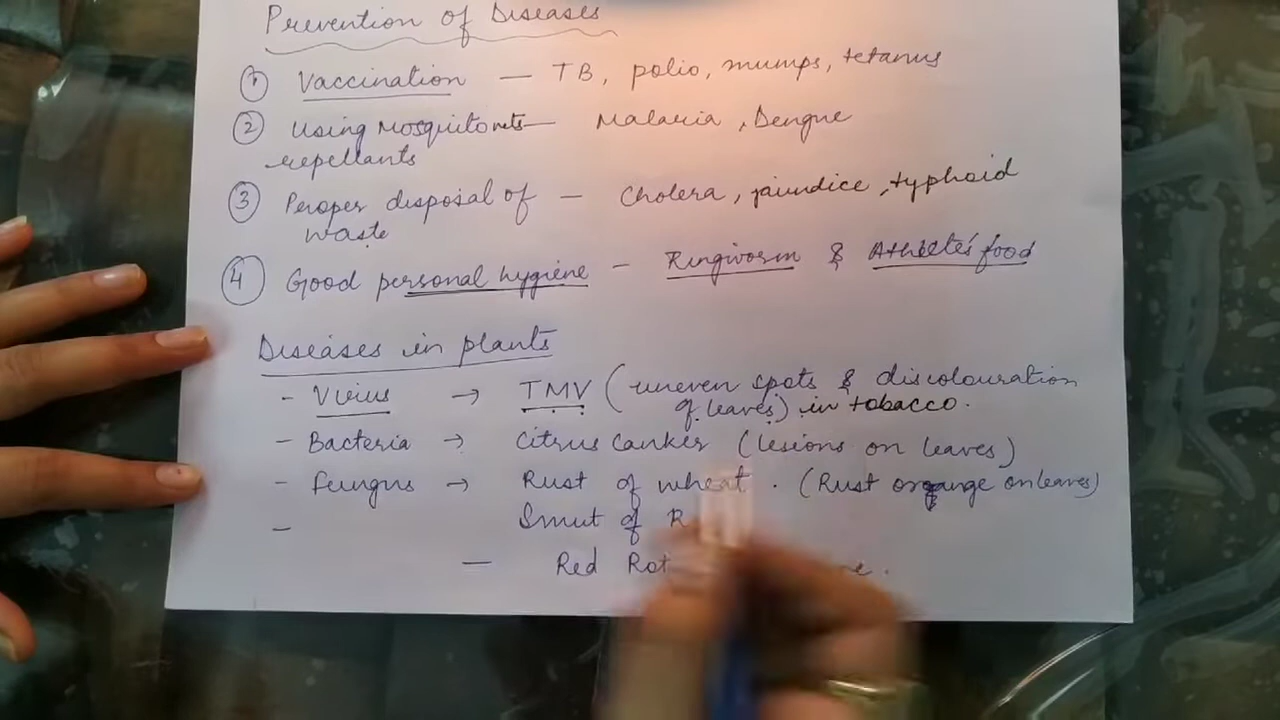 Prevention of Diseases
① Vaccination — TB, polio, mumps, tetanus
② Using Mosquito nets — Malaria, Dengue
repellants
③ Proper disposal of — Cholera, jaundice, typhoid
waste
④ Good personal hygiene — Ringworm & Athlete's food
Diseases in plants
- Virus → TMV (uneven spots & discolouration
of leaves) in tobacco.
- Bacteria → Citrus Canker (lesions on leaves)
- Fungus → Rust of wheat. (Rust orange on leaves)
- Smut of
- Red Rot